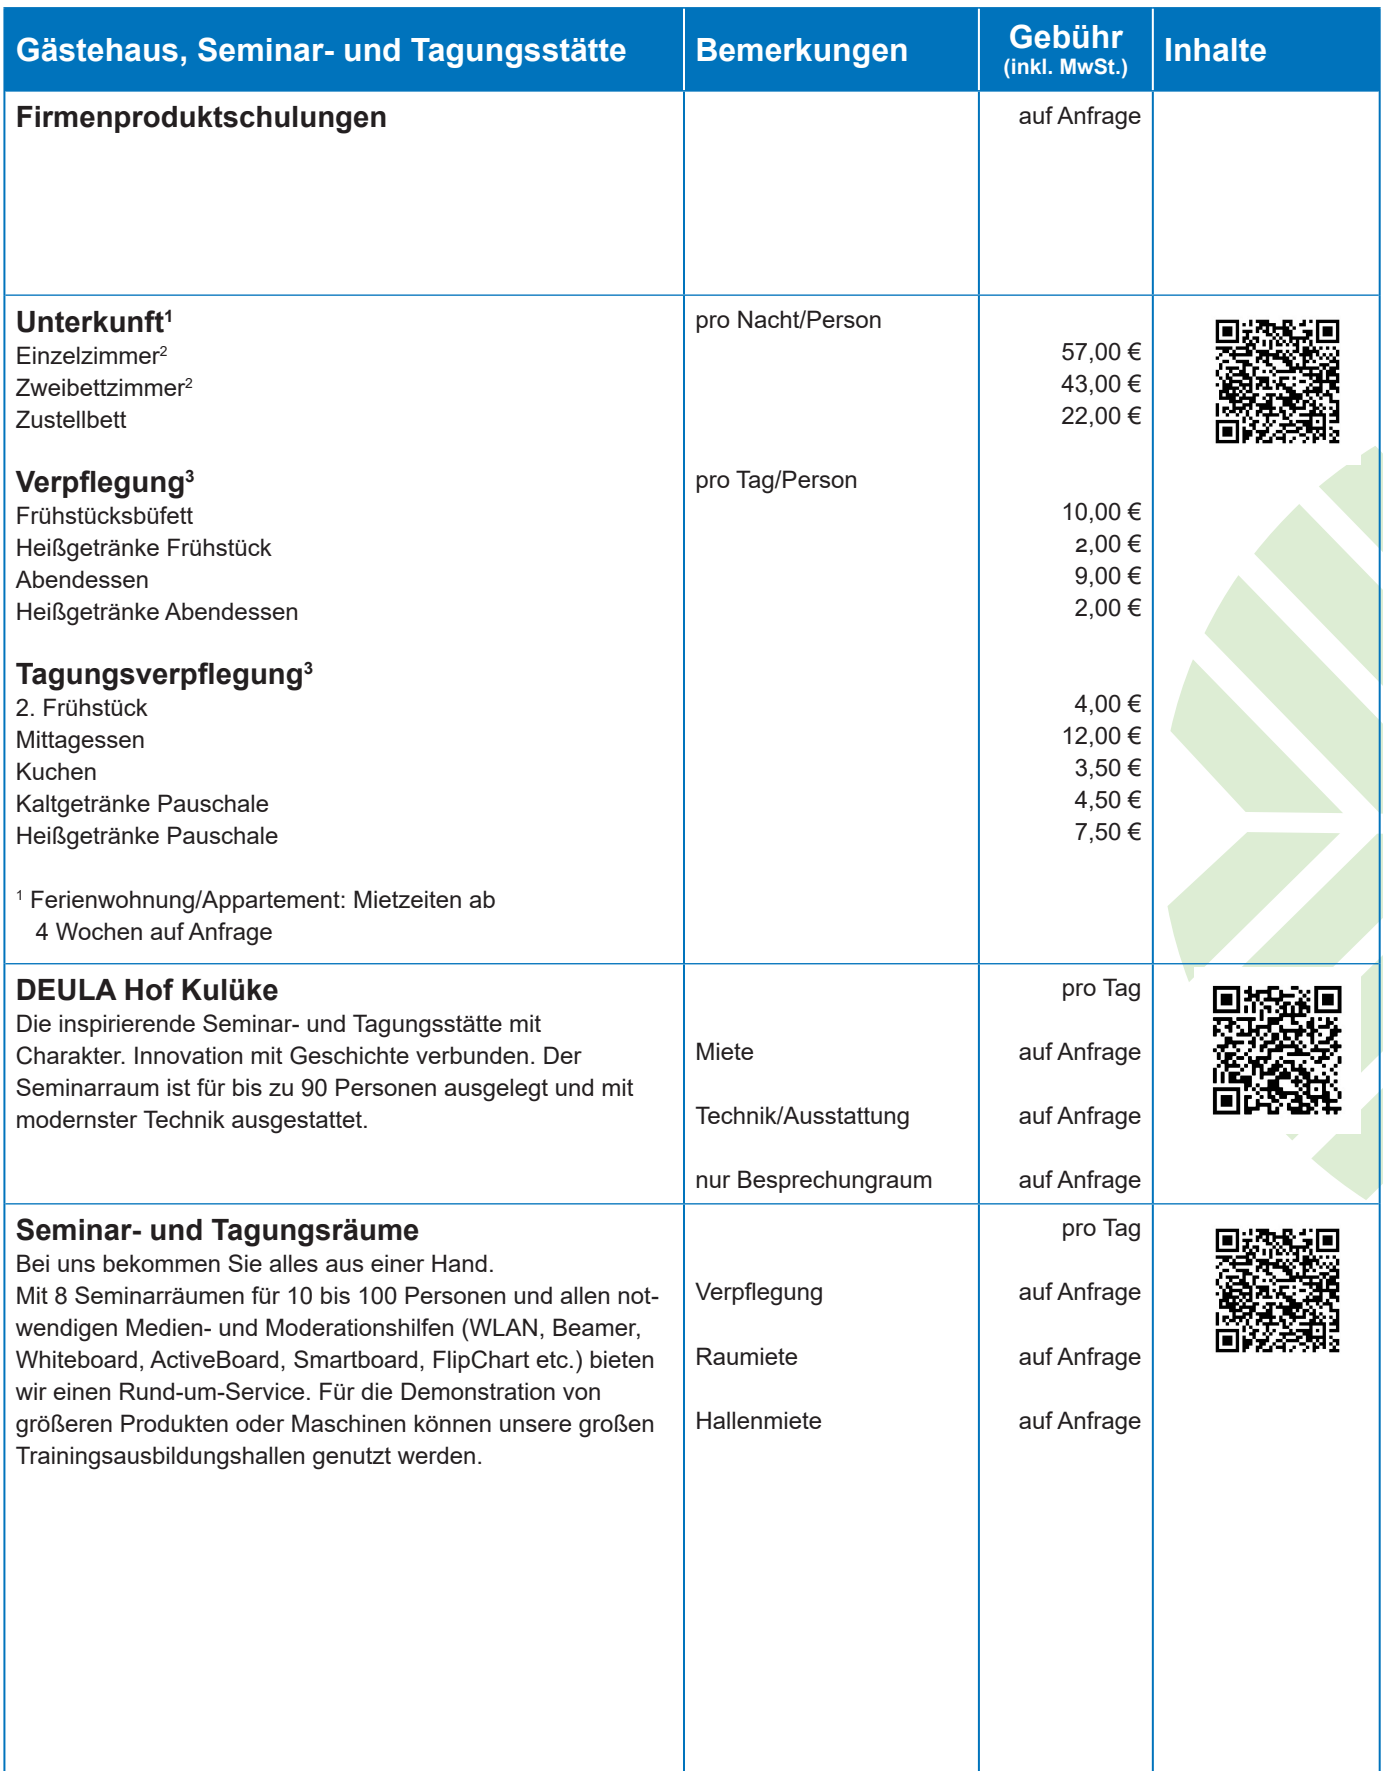 Gästehaus, Seminar- und Tagungsstätte Bemerkungen Gebühr (inkl. MwSt.) Inhalte
Firmenproduktschulungen auf Anfrage
Unterkunft¹ pro Nacht/Person
Einzelzimmer² 57,00 €
Zweibettzimmer² 43,00 €
Zustellbett 22,00 €
Verpflegung³ pro Tag/Person
Frühstücksbüfett 10,00 €
Heißgetränke Frühstück 2,00 €
Abendessen 9,00 €
Heißgetränke Abendessen 2,00 €
Tagungsverpflegung³
2. Frühstück 4,00 €
Mittagessen 12,00 €
Kuchen 3,50 €
Kaltgetränke Pauschale 4,50 €
Heißgetränke Pauschale 7,50 €
¹ Ferienwohnung/Appartement: Mietzeiten ab
4 Wochen auf Anfrage
DEULA Hof Kulüke pro Tag
Die inspirierende Seminar- und Tagungsstätte mit
Charakter. Innovation mit Geschichte verbunden. Der Miete auf Anfrage
Seminarraum ist für bis zu 90 Personen ausgelegt und mit
modernster Technik ausgestattet. Technik/Ausstattung auf Anfrage
nur Besprechungraum auf Anfrage
Seminar- und Tagungsräume pro Tag
Bei uns bekommen Sie alles aus einer Hand.
Mit 8 Seminarräumen für 10 bis 100 Personen und allen not- Verpflegung auf Anfrage
wendigen Medien- und Moderationshilfen (WLAN, Beamer,
Whiteboard, ActiveBoard, Smartboard, FlipChart etc.) bieten Raumiete auf Anfrage
wir einen Rund-um-Service. Für die Demonstration von
größeren Produkten oder Maschinen können unsere großen Hallenmiete auf Anfrage
Trainingsausbildungshallen genutzt werden.